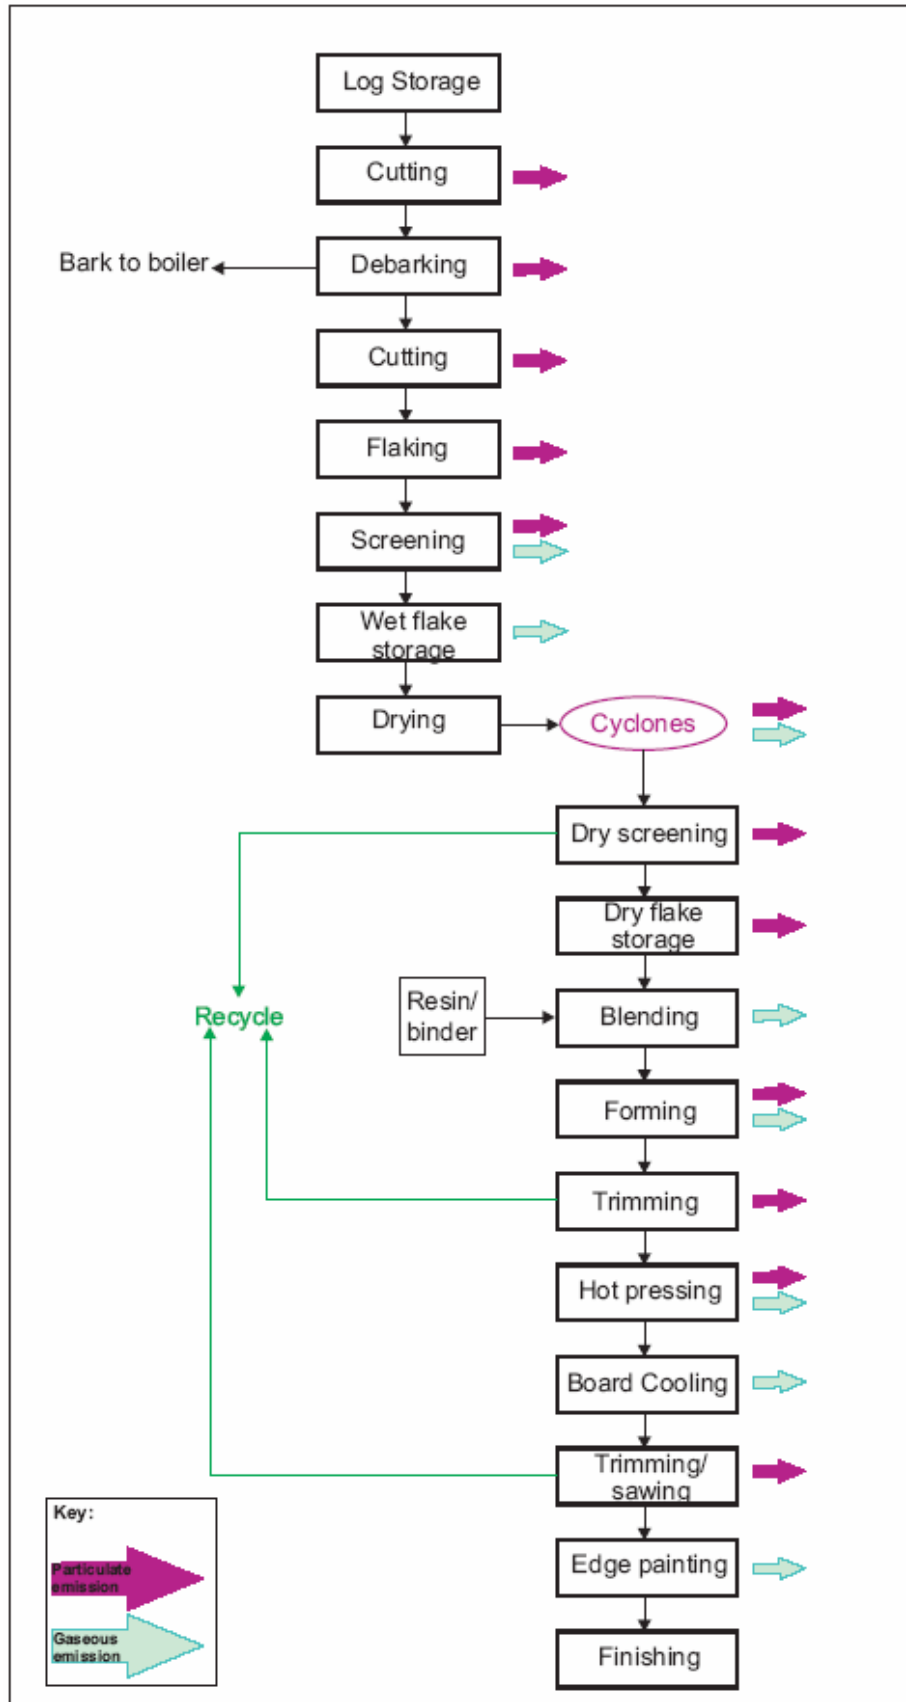 Log Storage
Cutting
Bark to boiler
Debarking
Cutting
Flaking
Screening
Wet flake
storage
Drying
Cyclones
Dry screening
Dry flake
storage
Resin/
binder
Recycle
Blending
Forming
Trimming
Hot pressing
Board Cooling
Trimming/
sawing
Edge painting
Finishing
Key:
Particulate
emission
Gaseous
emission